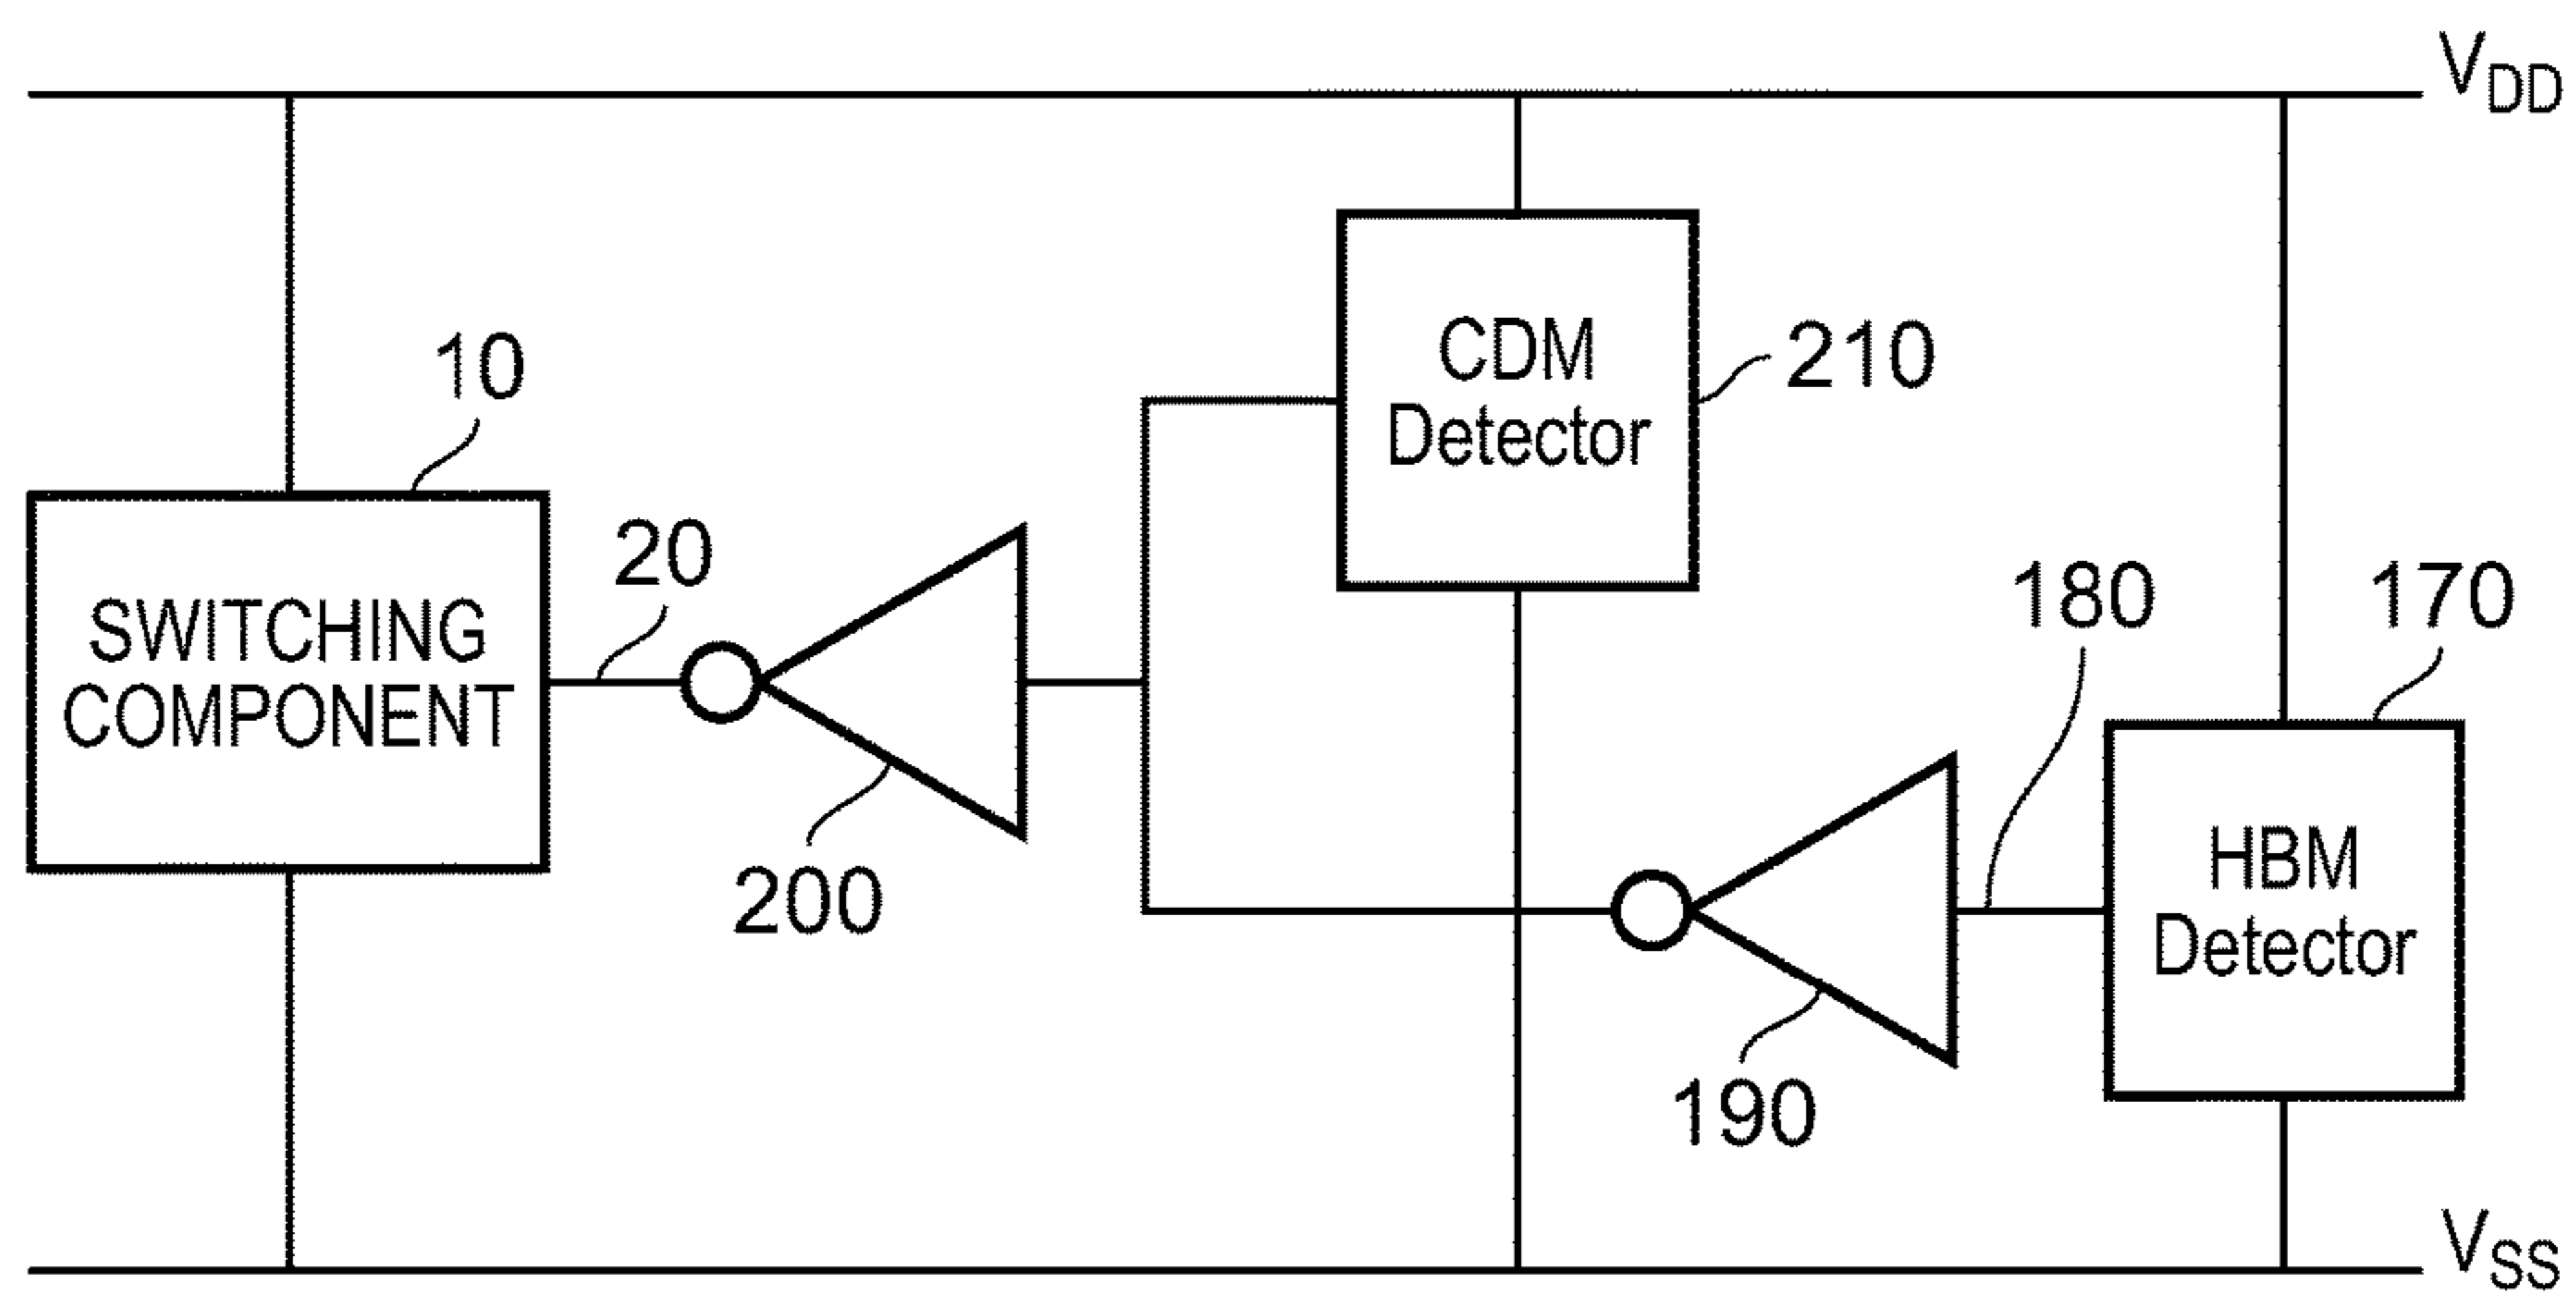 VDD
10
CDM
Detector
210
20
SWITCHING
COMPONENT
180
170
200
HBM
Detector
190
VSS